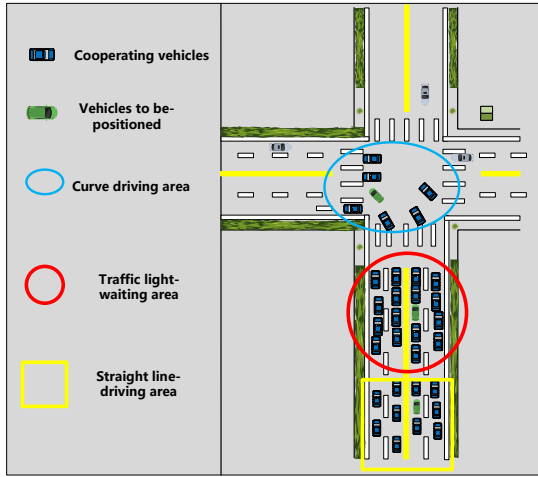 Cooperating vehicles
Vehicles to be-
positioned
Curve driving area
Traffic light-
waiting area
Straight line-
driving area